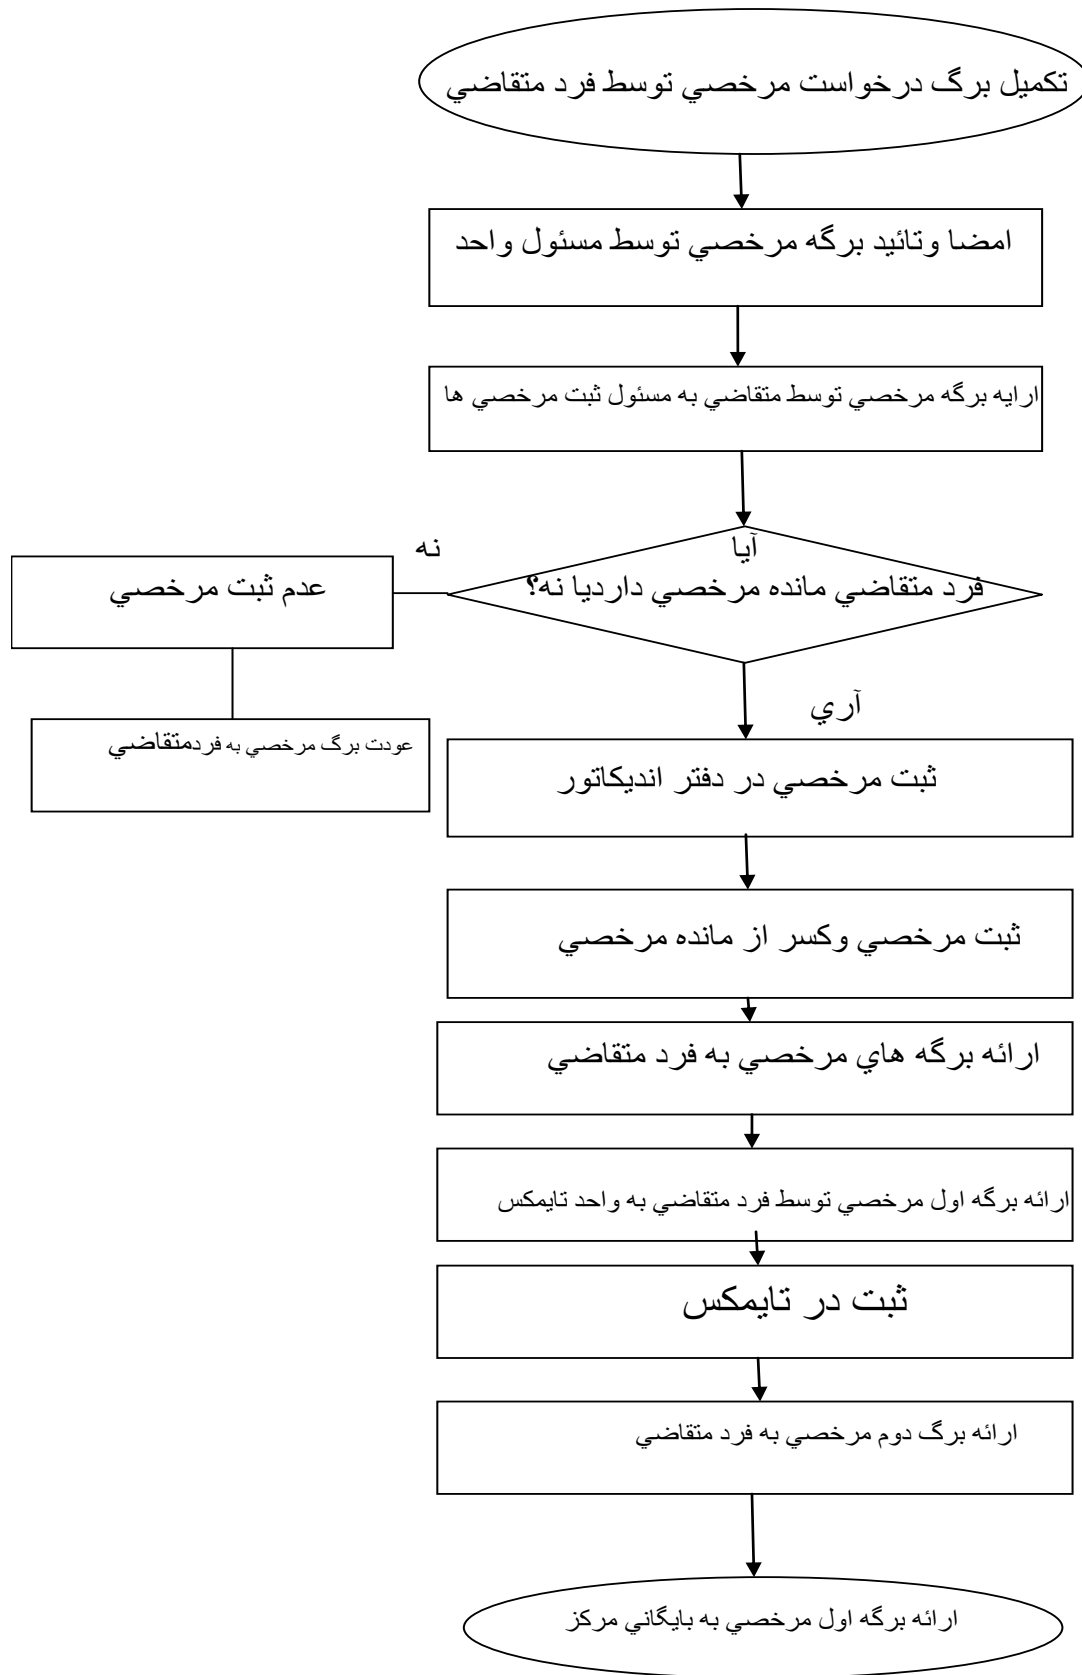 تكميل برگ درخواست مرخصي توسط فرد متقاضي
امضا وتائيد برگه مرخصي توسط مسئول واحد
ارايه برگه مرخصي توسط متقاضي به مسئول ثبت مرخصي ها
آيا
فرد متقاضي مانده مرخصي دارديا نه؟
نه
عدم ثبت مرخصي
عودت برگ مرخصي به فردمتقاضي
آري
ثبت مرخصي در دفتر انديكاتور
ثبت مرخصي وكسر از مانده مرخصي
ارائه برگه هاي مرخصي به فرد متقاضي
ارائه برگه اول مرخصي توسط فرد متقاضي به واحد تايمكس
ثبت در تايمكس
ارائه برگ دوم مرخصي به فرد متقاضي
ارائه برگه اول مرخصي به بايگاني مركز